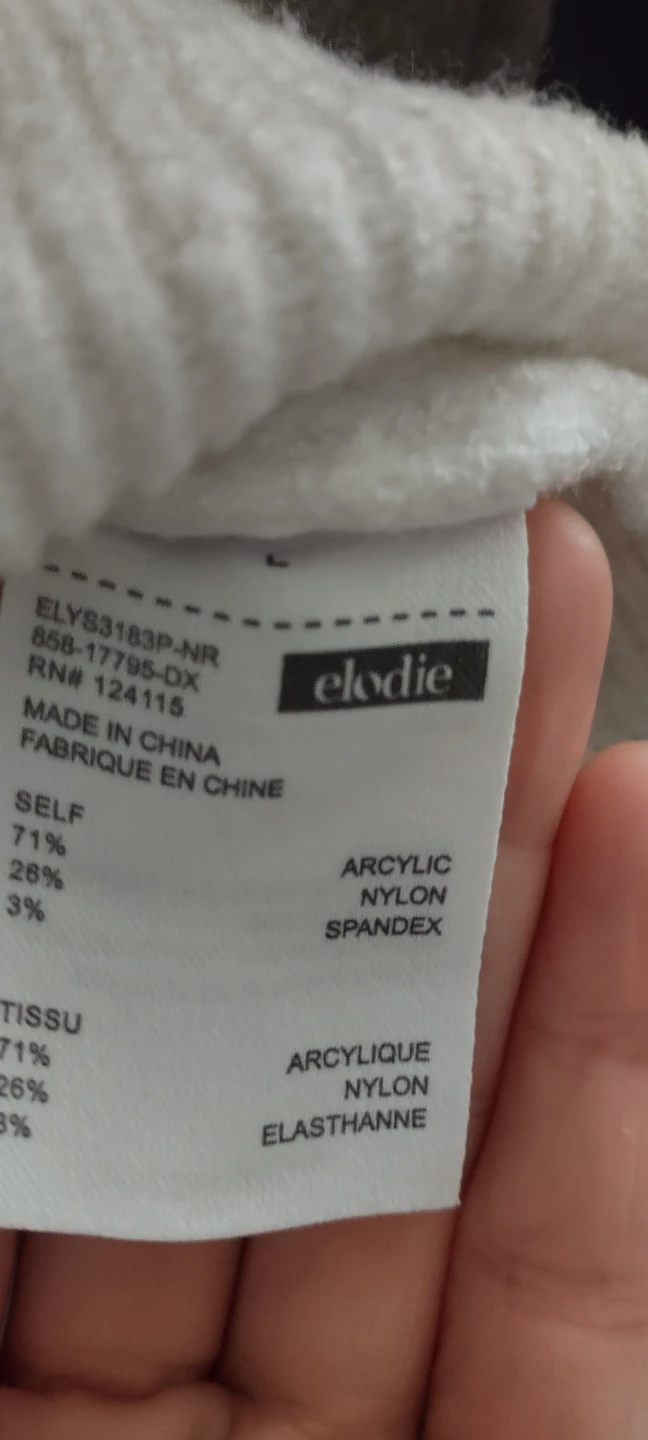 L
ELYS3183P-NR
858-17795-DX
RN# 124115
elodie
MADE IN CHINA
FABRIQUE EN CHINE
SELF
71% ARCYLIC
26% NYLON
3% SPANDEX
TISSU
71% ARCYLIQUE
26% NYLON
3% ELASTHANNE